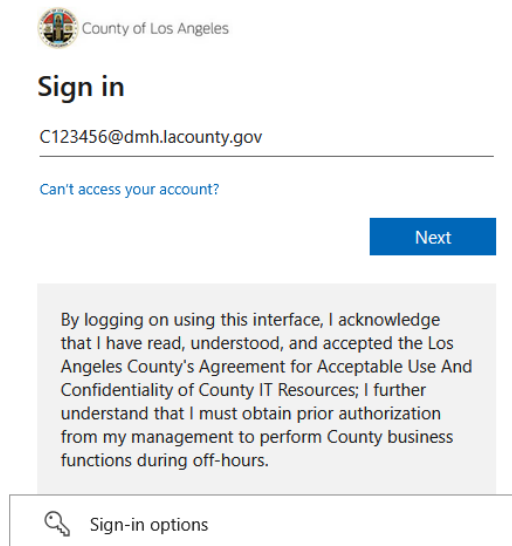 County of Los Angeles
Sign in
C123456@dmh.lacounty.gov
Can't access your account?
Next
By logging on using this interface, I acknowledge
that I have read, understood, and accepted the Los
Angeles County's Agreement for Acceptable Use And
Confidentiality of County IT Resources; I further
understand that I must obtain prior authorization
from my management to perform County business
functions during off-hours.
Sign-in options